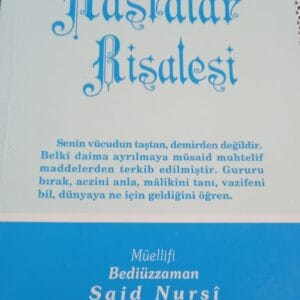 Hastalar
Risalesi
Senin vücudun taştan, demirden değildir.
Belki daima ayrılmaya müsaid muhtelif
maddelerden terkib edilmiştir. Gururu
bırak, aczini anla, mâlikini tanı, vazifeni
bil, dünyaya ne için geldiğini öğren.
Müellifi
Bediüzzaman
Said Nursî